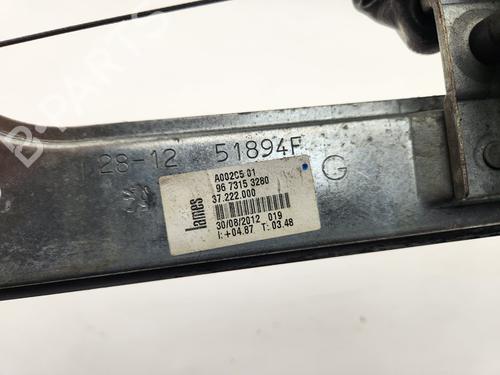 28-12 51894F G
lames
A002C5 01
96 7315 3280
37.222.000
30/08/2012 019
I: +04.87 T: 03.48
B-PARTS